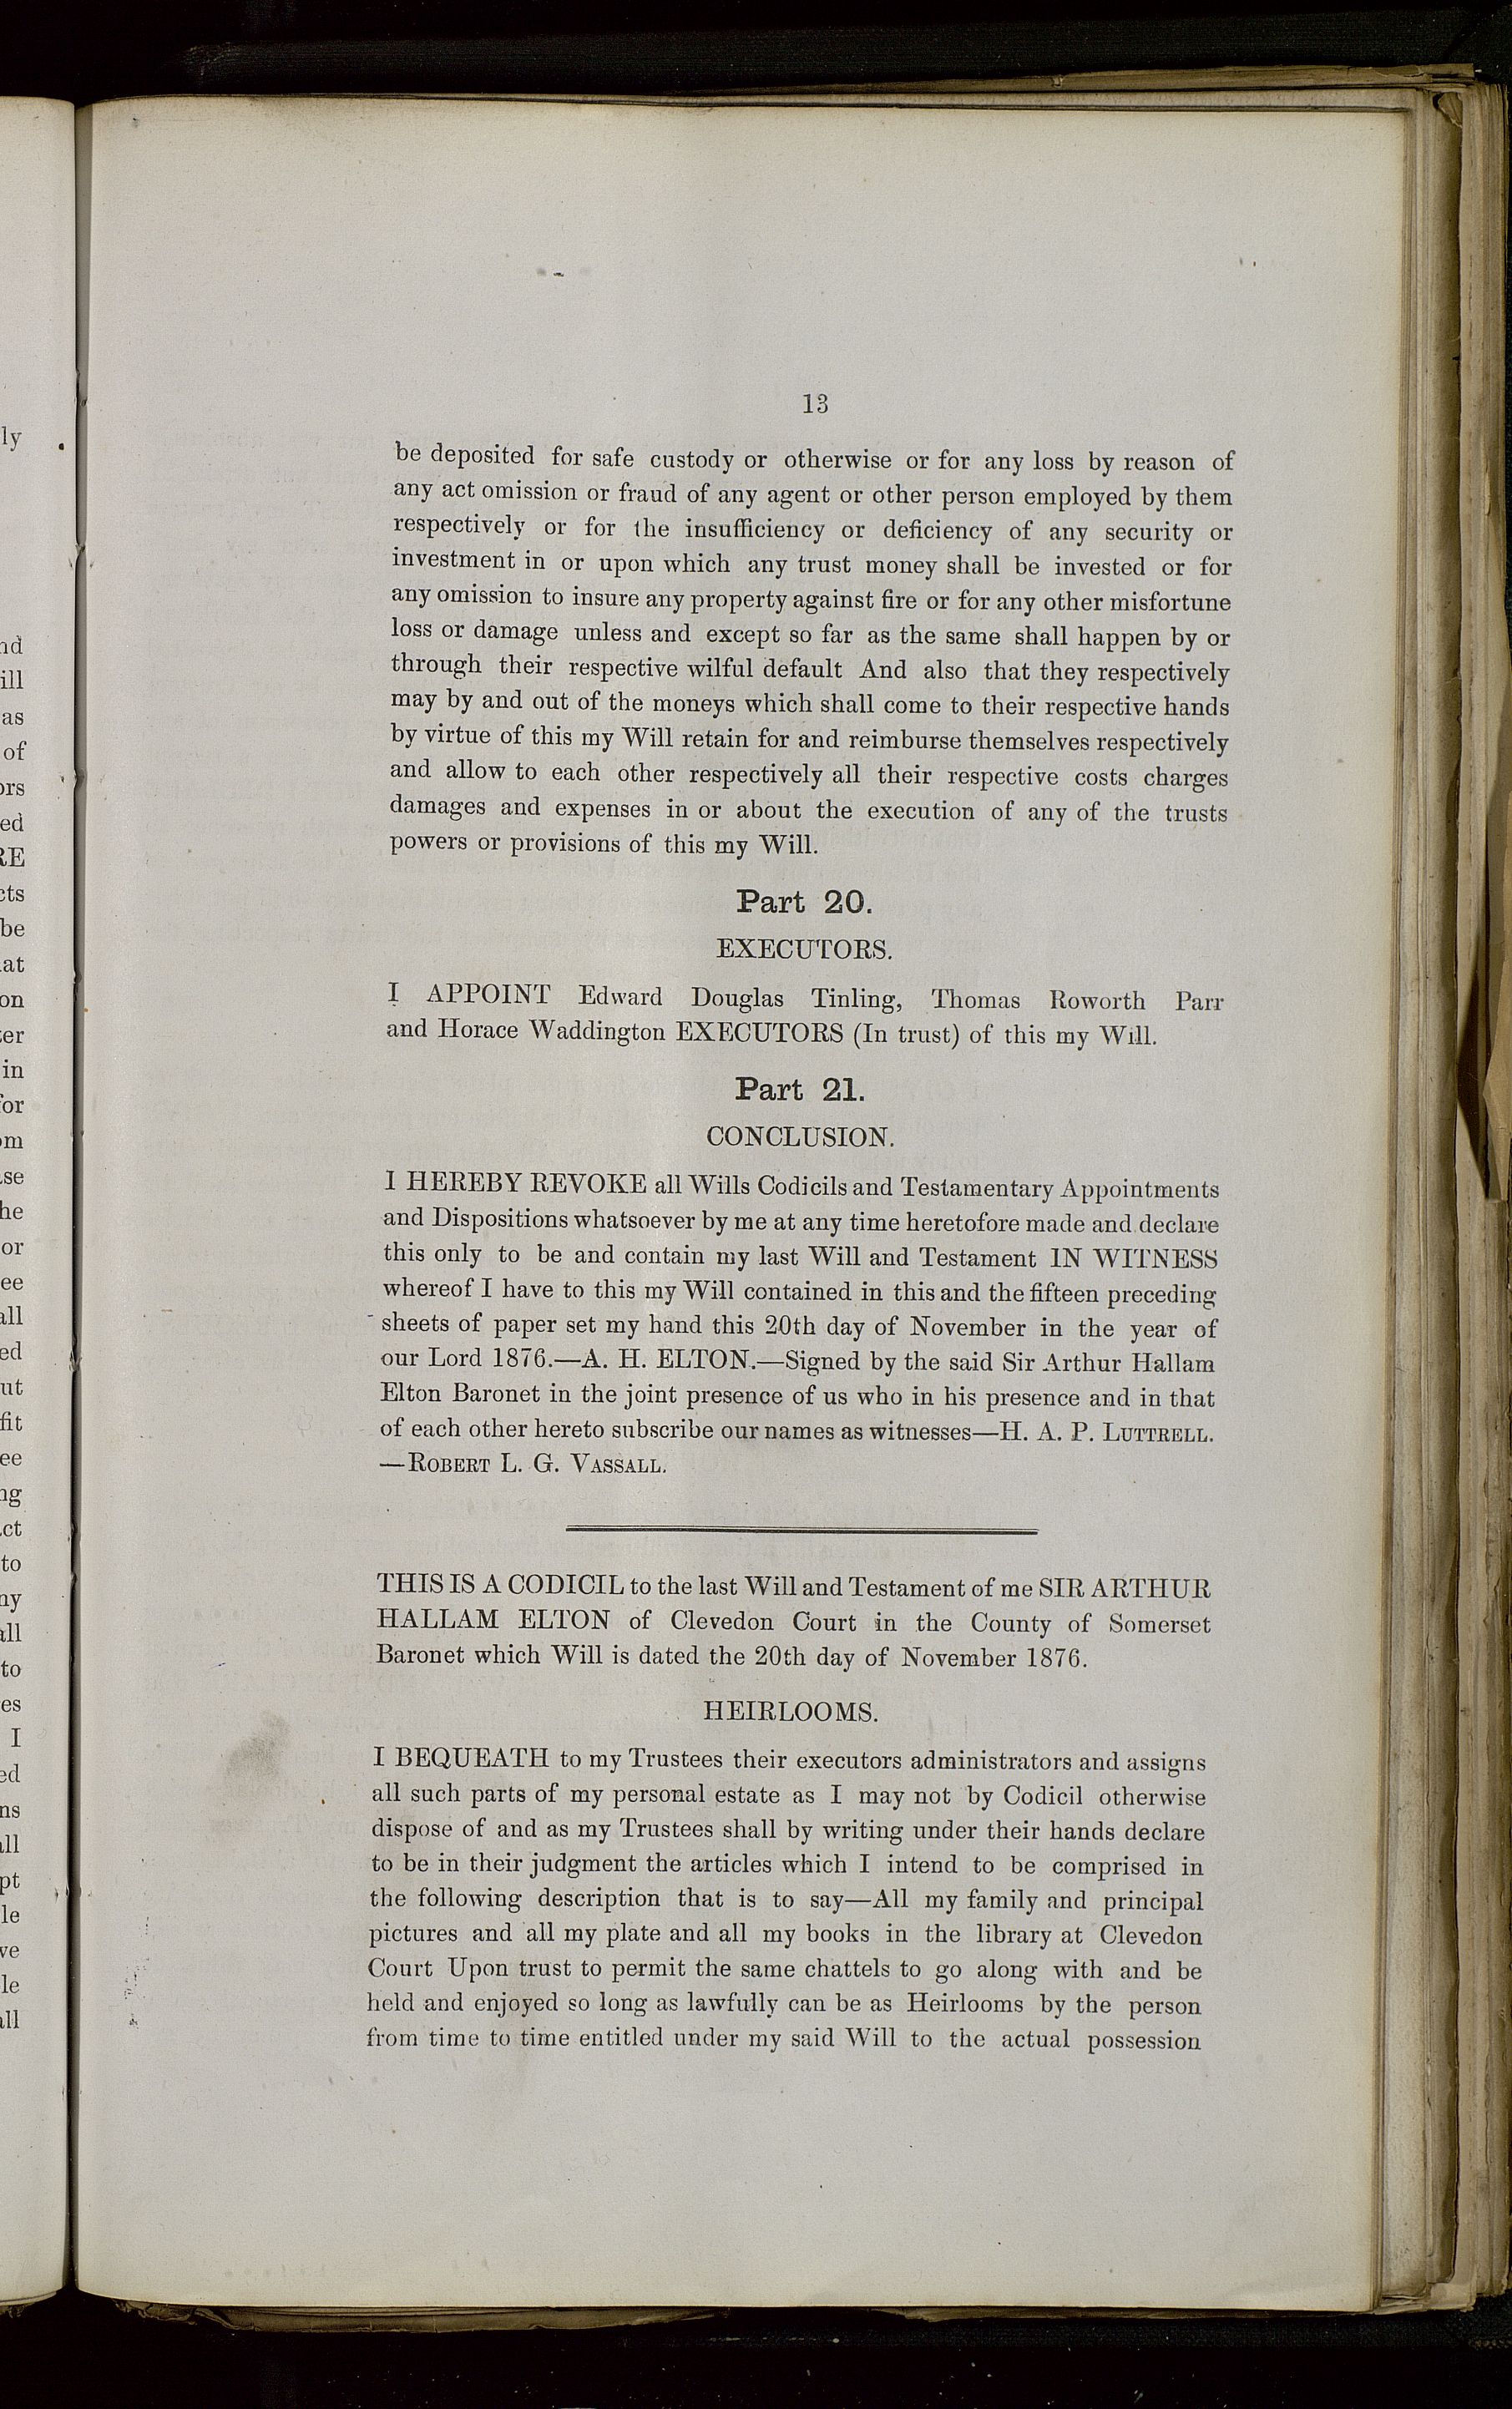 13
be deposited for safe custody or otherwise or for any loss by reason of
any act omission or fraud of any agent or other person employed by them
respectively or for the insufficiency or deficiency of any security or
investment in or upon which any trust money shall be invested or for
any omission to insure any property against fire or for any other misfortune
loss or damage unless and except so far as the same shall happen by or
through their respective wilful default And also that they respectively
may by and out of the moneys which shall come to their respective hands
by virtue of this my Will retain for and reimburse themselves respectively
and allow to each other respectively all their respective costs charges
damages and expenses in or about the execution of any of the trusts
powers or provisions of this my Will.
Part 20.
EXECUTORS.
I APPOINT Edward Douglas Tinling, Thomas Roworth Parr
and Horace Waddington EXECUTORS (In trust) of this my Will.
Part 21.
CONCLUSION.
I HEREBY REVOKE all Wills Codicils and Testamentary Appointments
and Dispositions whatsoever by me at any time heretofore made and declare
this only to be and contain my last Will and Testament IN WITNESS
whereof I have to this my Will contained in this and the fifteen preceding
sheets of paper set my hand this 20th day of November in the year of
our Lord 1876.—A. H. ELTON.—Signed by the said Sir Arthur Hallam
Elton Baronet in the joint presence of us who in his presence and in that
of each other hereto subscribe our names as witnesses—H. A. P. LUTTRELL.
—ROBERT L. G. VASSALL.
THIS IS A CODICIL to the last Will and Testament of me SIR ARTHUR
HALLAM ELTON of Clevedon Court in the County of Somerset
Baronet which Will is dated the 20th day of November 1876.
HEIRLOOMS.
I BEQUEATH to my Trustees their executors administrators and assigns
all such parts of my personal estate as I may not by Codicil otherwise
dispose of and as my Trustees shall by writing under their hands declare
to be in their judgment the articles which I intend to be comprised in
the following description that is to say—All my family and principal
pictures and all my plate and all my books in the library at Clevedon
Court Upon trust to permit the same chattels to go along with and be
held and enjoyed so long as lawfully can be as Heirlooms by the person
from time to time entitled under my said Will to the actual possession